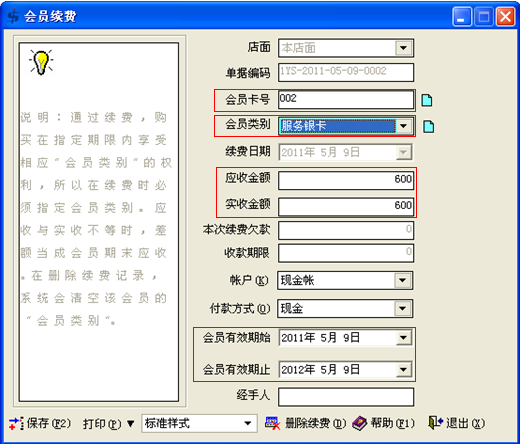 会员续费
说明：通过续费，购
买在指定期限内享受
相应"会员类别"的权
利，所以在续费时必
须指定会员类别。应
收与实收不等时，差
额当成会员期末应收
。在删除续费记录，
系统会清空该会员的
"会员类别"。
店面 本店面
单据编码 1YS-2011-05-09-0002
会员卡号 002
会员类别 服务银卡
续费日期 2011年 5月 9日
应收金额 600
实收金额 600
本次续费欠款 0
收款期限 0
帐户(K) 现金帐
付款方式(O) 现金
会员有效期始 2011年 5月 9日
会员有效期止 2012年 5月 9日
经手人
保存(F2) 打印(P) 标准样式 删除续费(D) 帮助(F1) 退出(X)